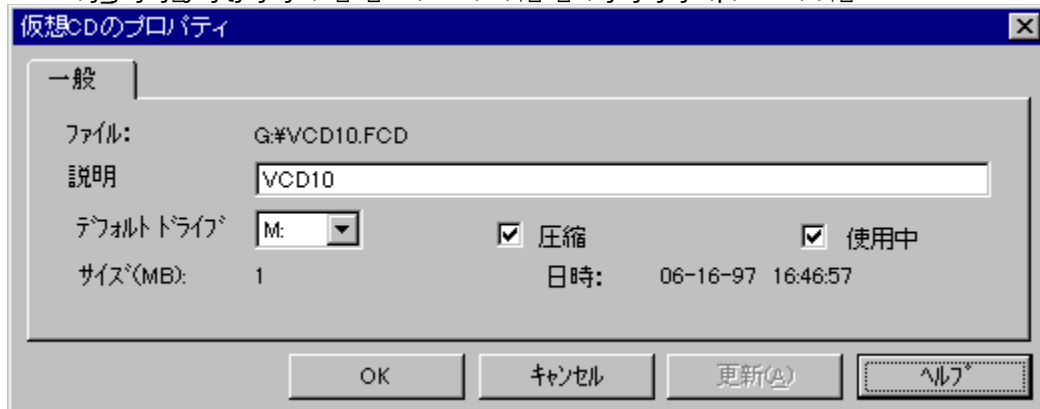 仮想CDのプロパティ
一般
ファイル: G:¥VCD10.FCD
説明 VCD10
デフォルト ドライブ M: 圧縮 使用中
サイズ(MB): 1 日時: 06-16-97 16:46:57
OK キャンセル 更新(A) ヘルプ